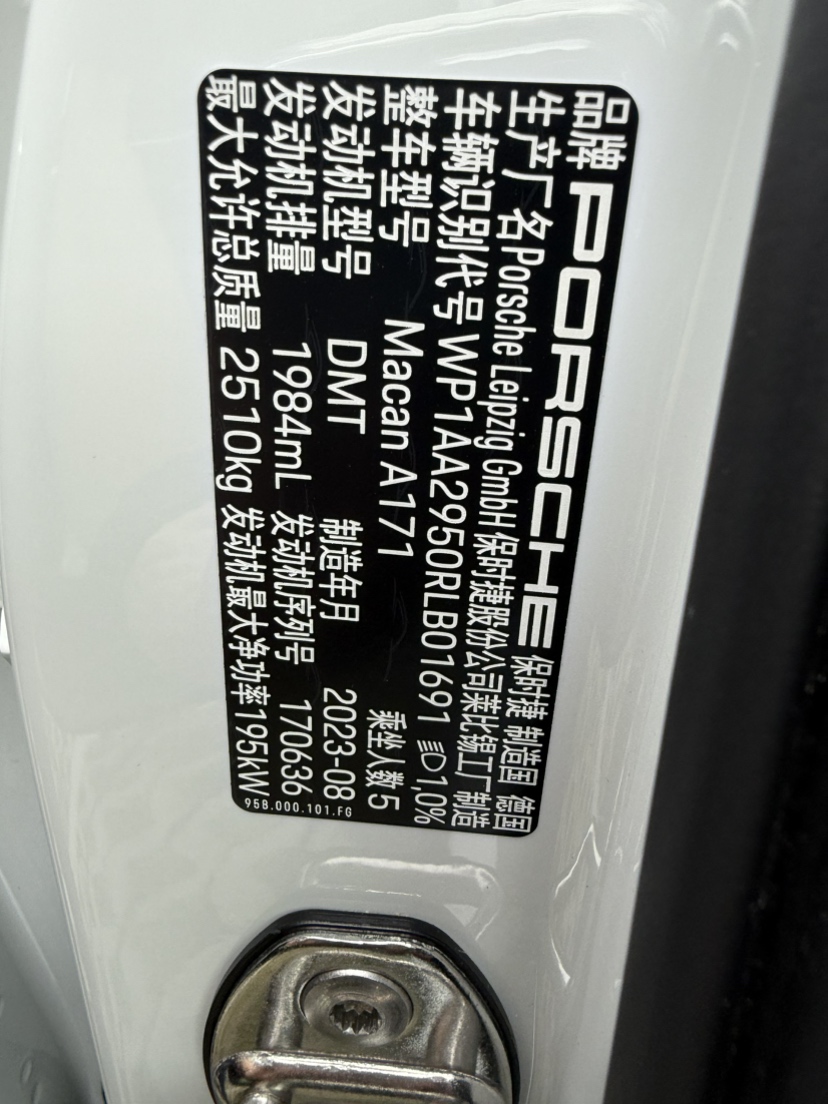 品牌 PORSCHE 保时捷 制造国 德国
生产厂名Porsche Leipzig GmbH 保时捷股份公司莱比锡工厂制造
车辆识别代号 WP1AA2950RLB01691 1,0%
整车型号 Macan A171 乘坐人数 5
发动机型号 DMT 制造年月 2023-08
发动机排量 1984mL 发动机序列号 170636
最大允许总质量 2510kg 发动机最大净功率195kW
95B.000.101.FG